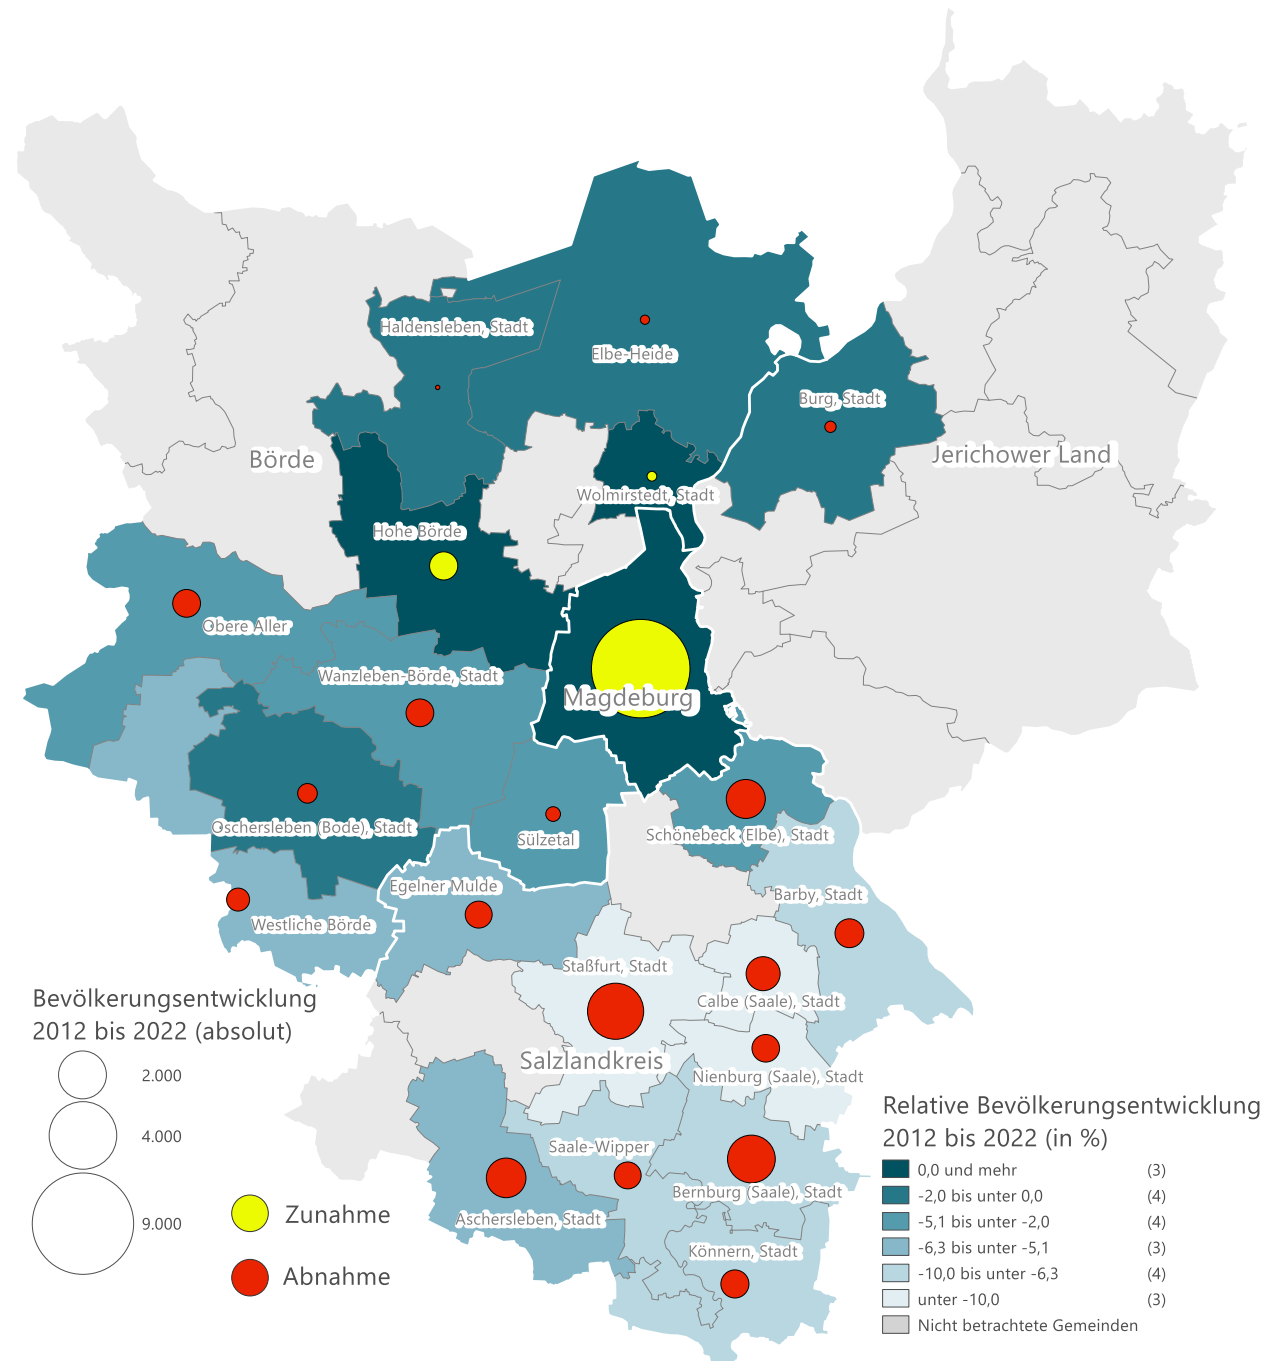 Haldensleben, Stadt
Elbe-Heide
Burg, Stadt
Börde
Jerichower Land
Wolmirstedt, Stadt
Hohe Börde
Obere Aller
Wanzleben-Börde, Stadt
Magdeburg
Oschersleben (Bode), Stadt
Sülzetal
Schönebeck (Elbe), Stadt
Egelner Mulde
Barby, Stadt
Westliche Börde
Staßfurt, Stadt
Calbe (Saale), Stadt
Salzlandkreis
Nienburg (Saale), Stadt
Saale-Wipper
Bernburg (Saale), Stadt
Aschersleben, Stadt
Könnern, Stadt
Bevölkerungsentwicklung
2012 bis 2022 (absolut)
2.000
4.000
9.000
Zunahme
Abnahme
Relative Bevölkerungsentwicklung
2012 bis 2022 (in %)
0,0 und mehr (3)
-2,0 bis unter 0,0 (4)
-5,1 bis unter -2,0 (4)
-6,3 bis unter -5,1 (3)
-10,0 bis unter -6,3 (4)
unter -10,0 (3)
Nicht betrachtete Gemeinden